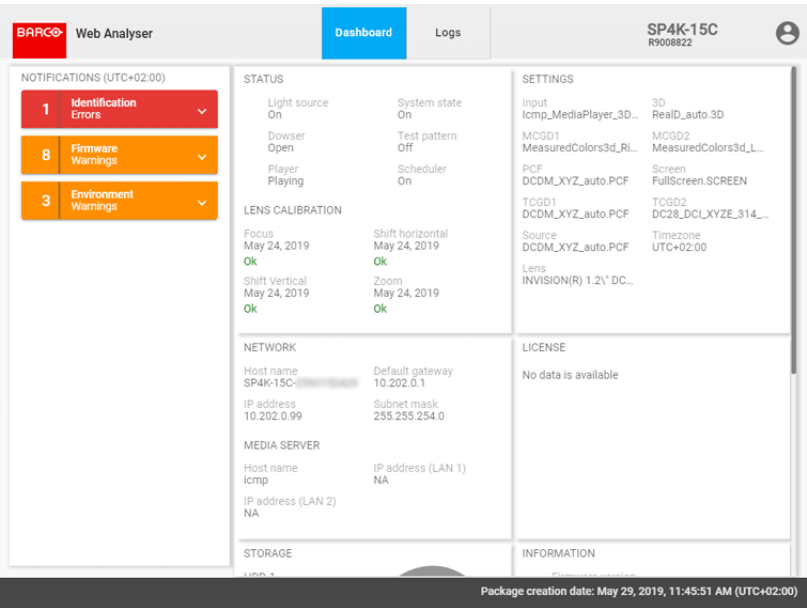 BARCO Web Analyser
Dashboard
Logs
SP4K-15C
R9008822
NOTIFICATIONS (UTC+02:00)
1 Identification
Errors
8 Firmware
Warnings
3 Environment
Warnings
STATUS
Light source
On
System state
On
Dowser
Open
Test pattern
Off
Player
Playing
Scheduler
On
LENS CALIBRATION
Focus
May 24, 2019
Ok
Shift horizontal
May 24, 2019
Ok
Shift Vertical
May 24, 2019
Ok
Zoom
May 24, 2019
Ok
SETTINGS
Input
Icmp_MediaPlayer_3D...
3D
RealD_auto.3D
MCGD1
MeasuredColors3d_Ri...
MCGD2
MeasuredColors3d_L...
PCF
DCDM_XYZ_auto.PCF
Screen
FullScreen.SCREEN
TCGD1
DCDM_XYZ_auto.PCF
TCGD2
DC28_DCI_XYZE_314_...
Source
DCDM_XYZ_auto.PCF
Timezone
UTC+02:00
Lens
INVISION(R) 1.2\" DC...
NETWORK
Host name
SP4K-15C-
Default gateway
10.202.0.1
IP address
10.202.0.99
Subnet mask
255.255.254.0
MEDIA SERVER
Host name
icmp
IP address (LAN 1)
NA
IP address (LAN 2)
NA
LICENSE
No data is available
STORAGE
HDD 1
INFORMATION
Firmware version
Package creation date: May 29, 2019, 11:45:51 AM (UTC+02:00)